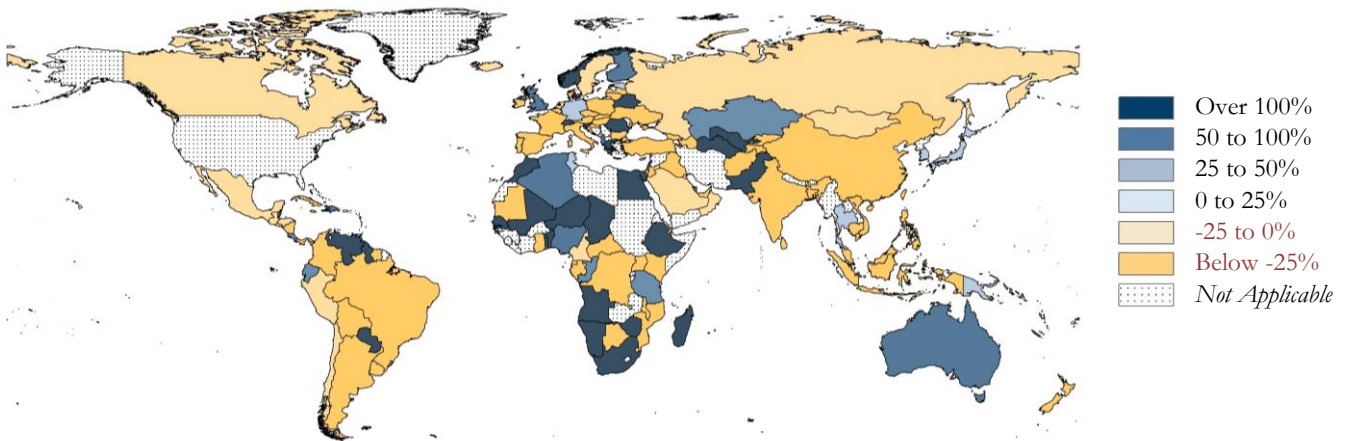 Over 100%
50 to 100%
25 to 50%
0 to 25%
-25 to 0%
Below -25%
Not Applicable